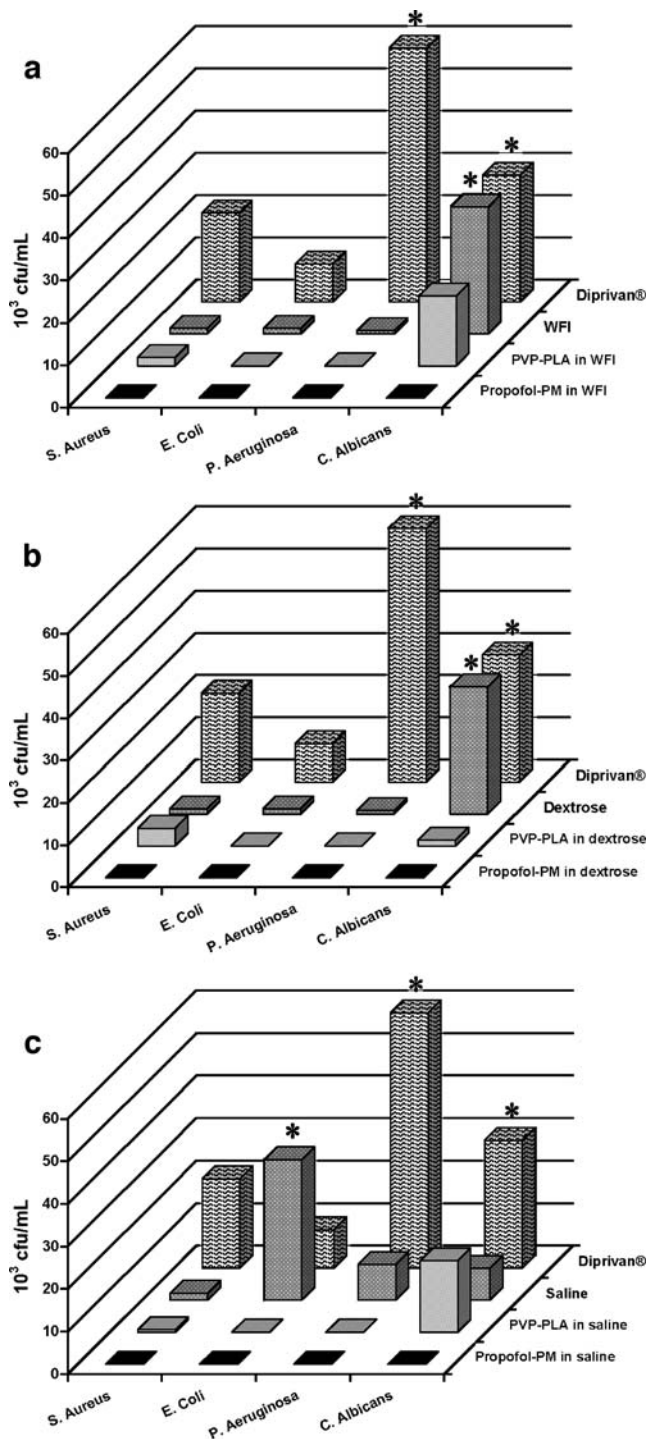 a
*
*
*
60
50
40
30
20
10
0
10³ cfu/mL
S. Aureus
E. Coli
P. Aeruginosa
C. Albicans
Diprivan®
WFI
PVP-PLA in WFI
Propofol-PM in WFI
b
*
*
*
60
50
40
30
20
10
0
10³ cfu/mL
S. Aureus
E. Coli
P. Aeruginosa
C. Albicans
Diprivan®
Dextrose
PVP-PLA in dextrose
Propofol-PM in dextrose
c
*
*
*
60
50
40
30
20
10
0
10³ cfu/mL
S. Aureus
E. Coli
P. Aeruginosa
C. Albicans
Diprivan®
Saline
PVP-PLA in saline
Propofol-PM in saline